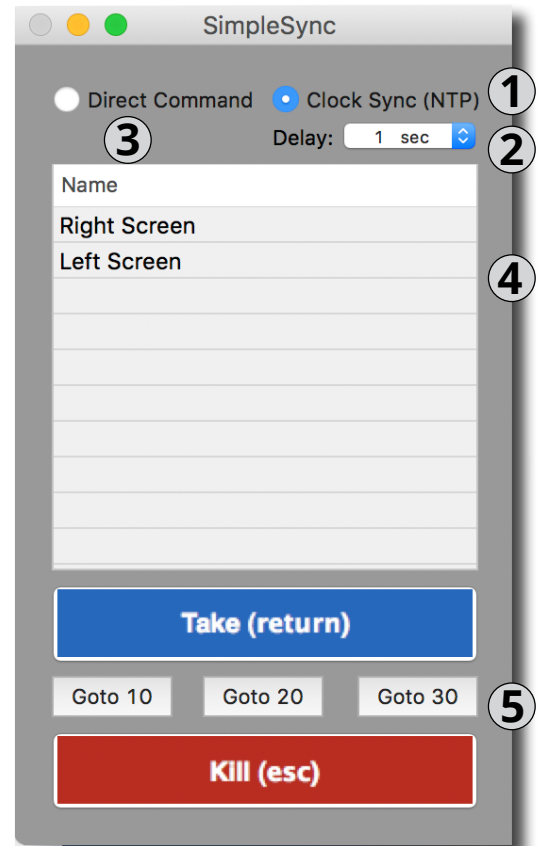 SimpleSync
Direct Command Clock Sync (NTP) 1
3 Delay: 1 sec 2
Name
Right Screen
Left Screen 4
Take (return)
Goto 10 Goto 20 Goto 30 5
Kill (esc)